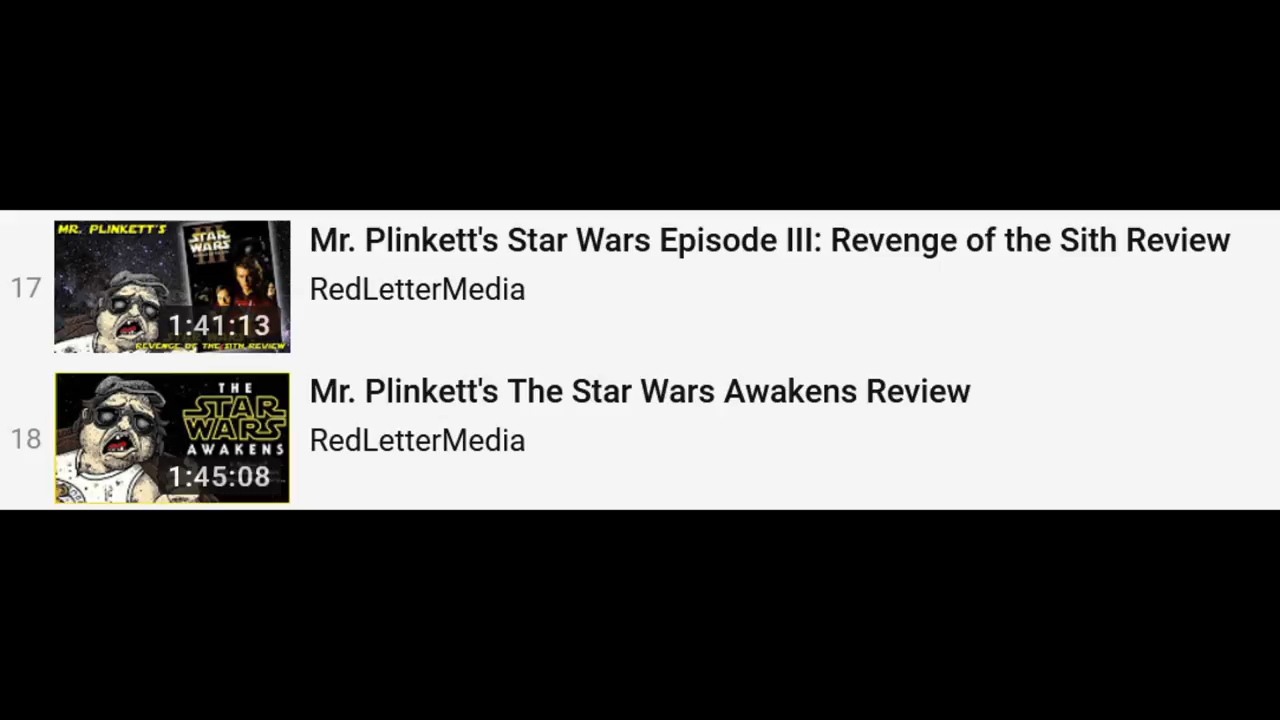 17
MR. PLINKETT'S
STAR
WARS
III
1:41:13
REVENGE OF THE SITH REVIEW
Mr. Plinkett's Star Wars Episode III: Revenge of the Sith Review
RedLetterMedia
18
THE
STAR
WARS
AWAKENS
1:45:08
Mr. Plinkett's The Star Wars Awakens Review
RedLetterMedia